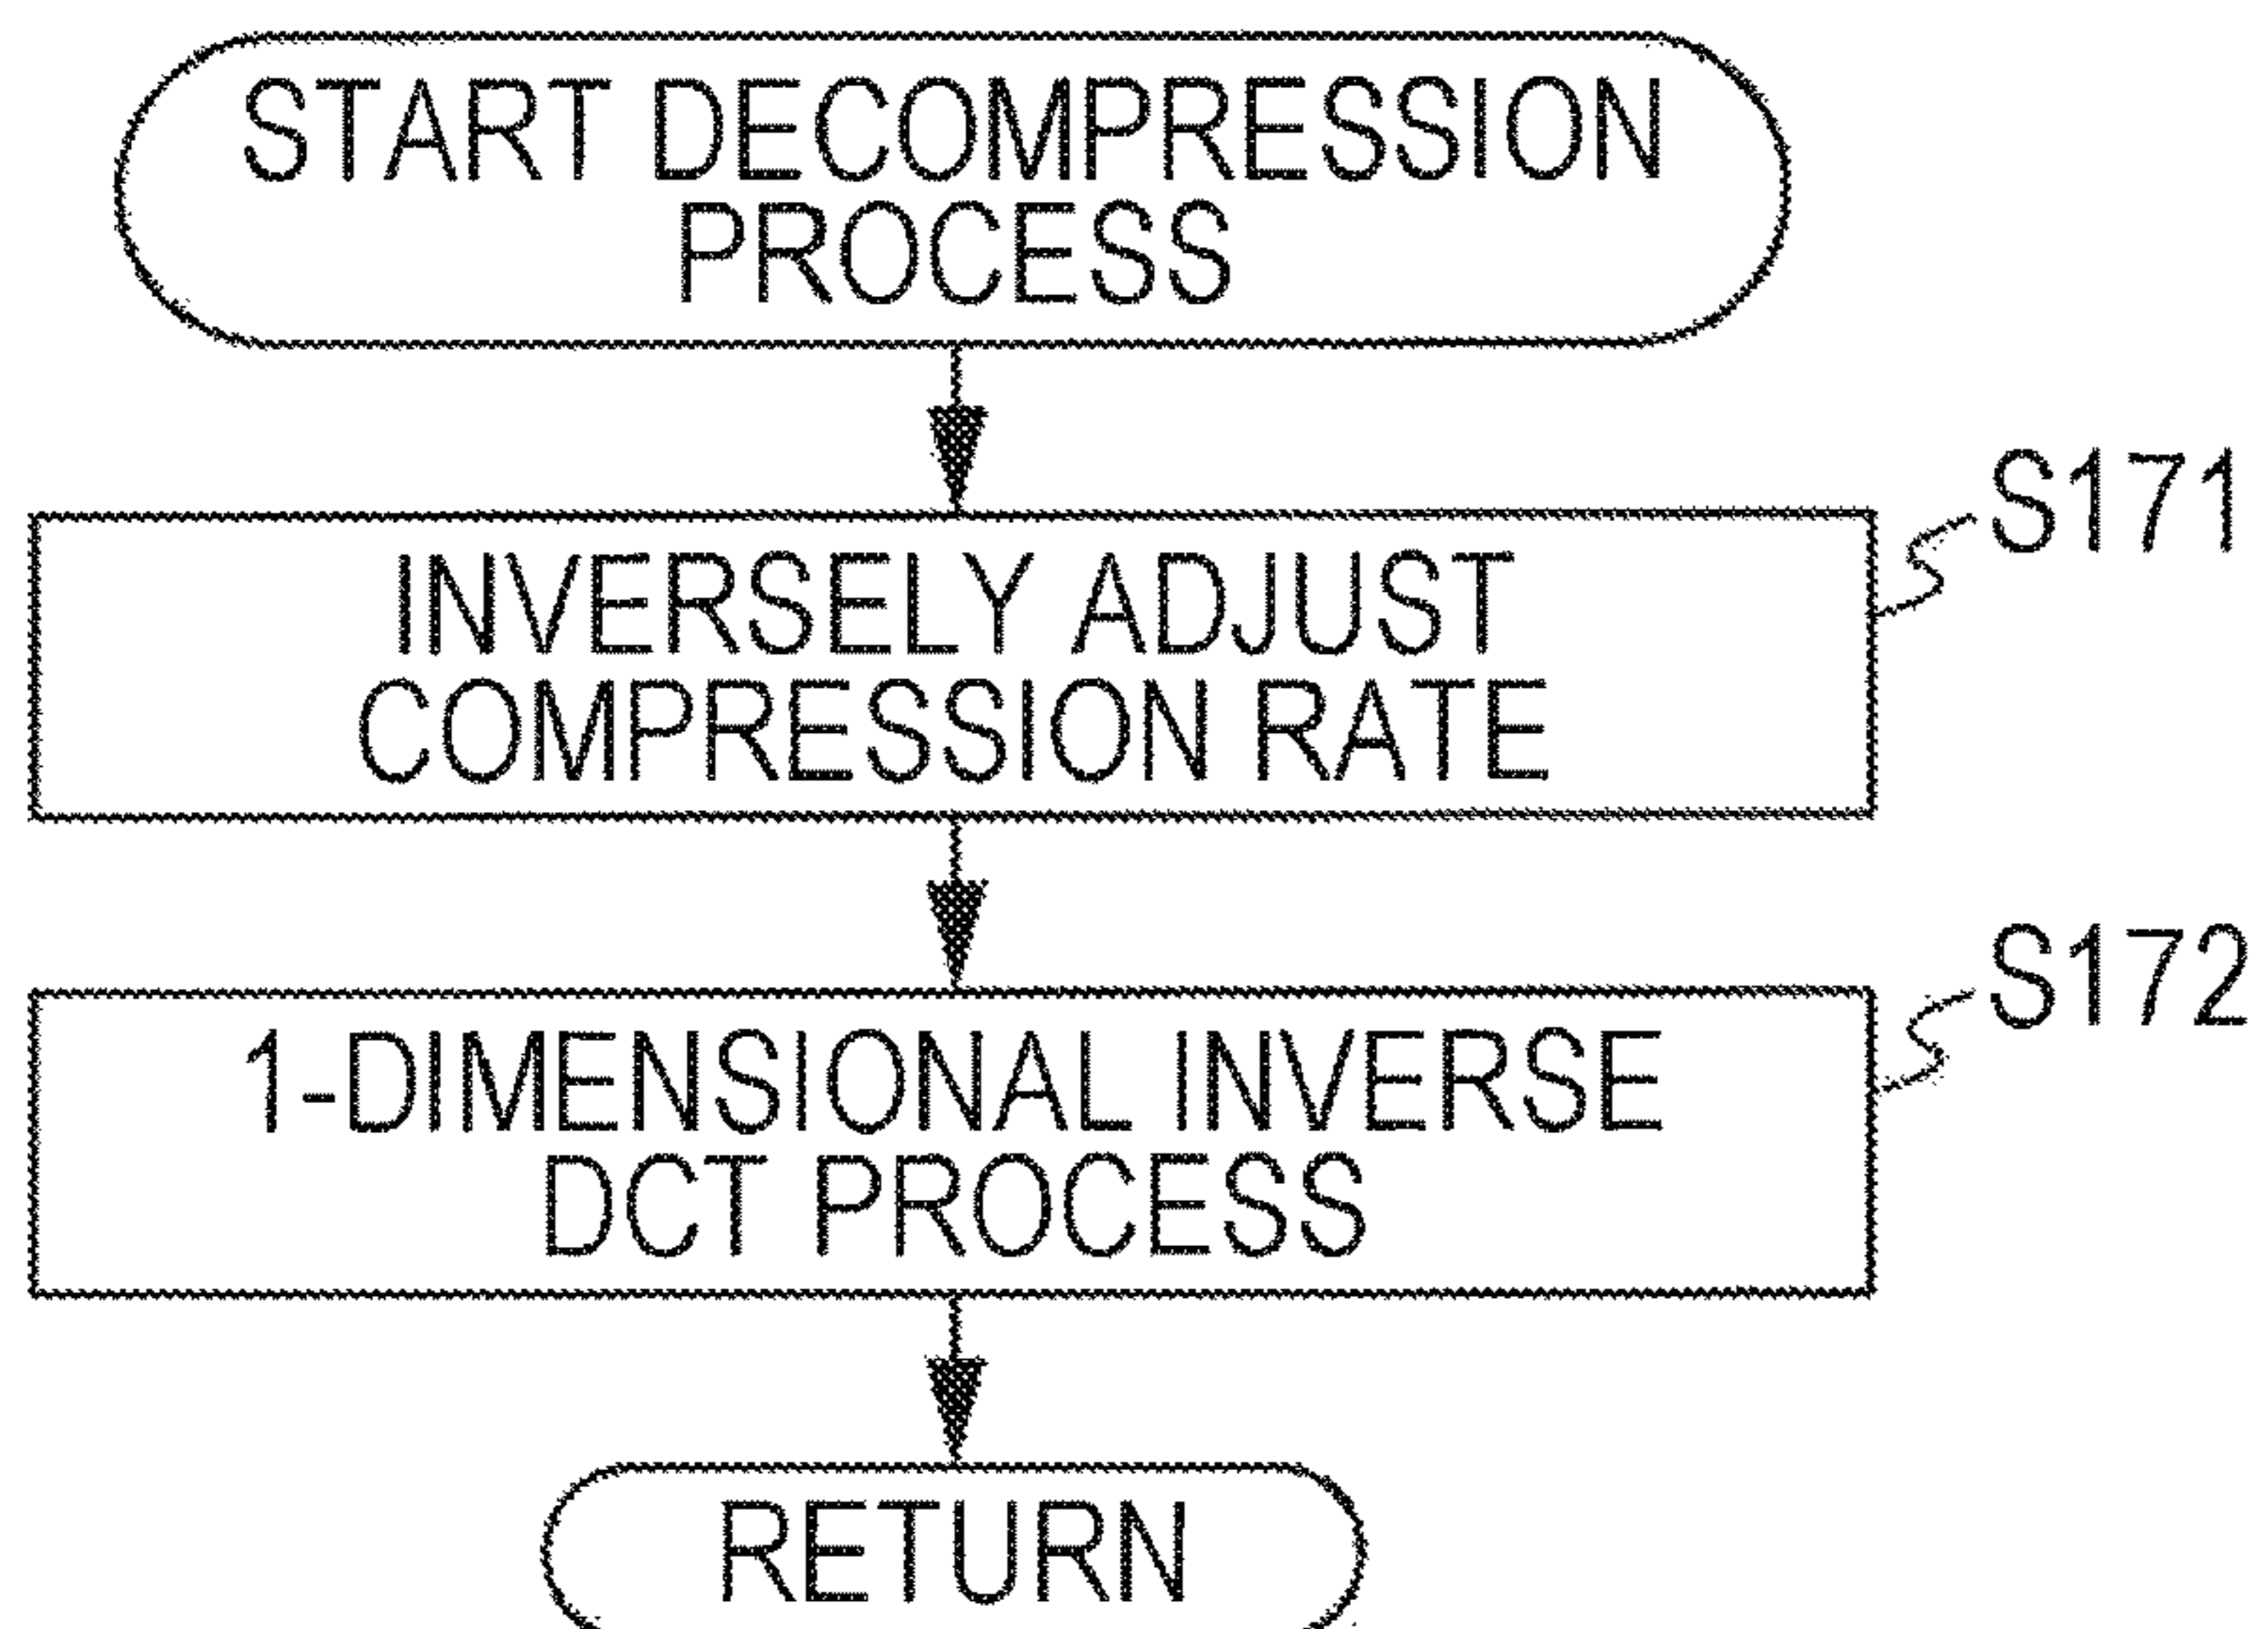 START DECOMPRESSION
PROCESS
S171
INVERSELY ADJUST
COMPRESSION RATE
S172
1-DIMENSIONAL INVERSE
DCT PROCESS
RETURN